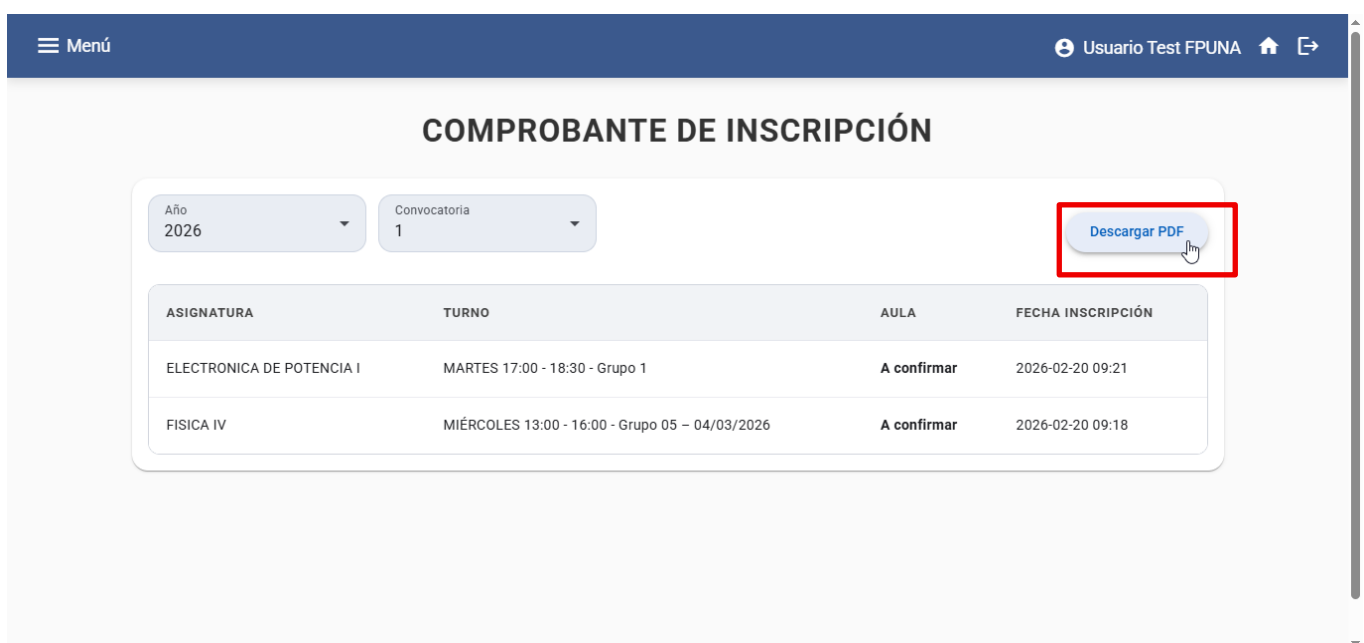 Menú Usuario Test FPUNA
COMPROBANTE DE INSCRIPCIÓN
Año
2026
Convocatoria
1
Descargar PDF
ASIGNATURA TURNO AULA FECHA INSCRIPCIÓN
ELECTRONICA DE POTENCIA I MARTES 17:00 - 18:30 - Grupo 1 A confirmar 2026-02-20 09:21
FISICA IV MIÉRCOLES 13:00 - 16:00 - Grupo 05 – 04/03/2026 A confirmar 2026-02-20 09:18